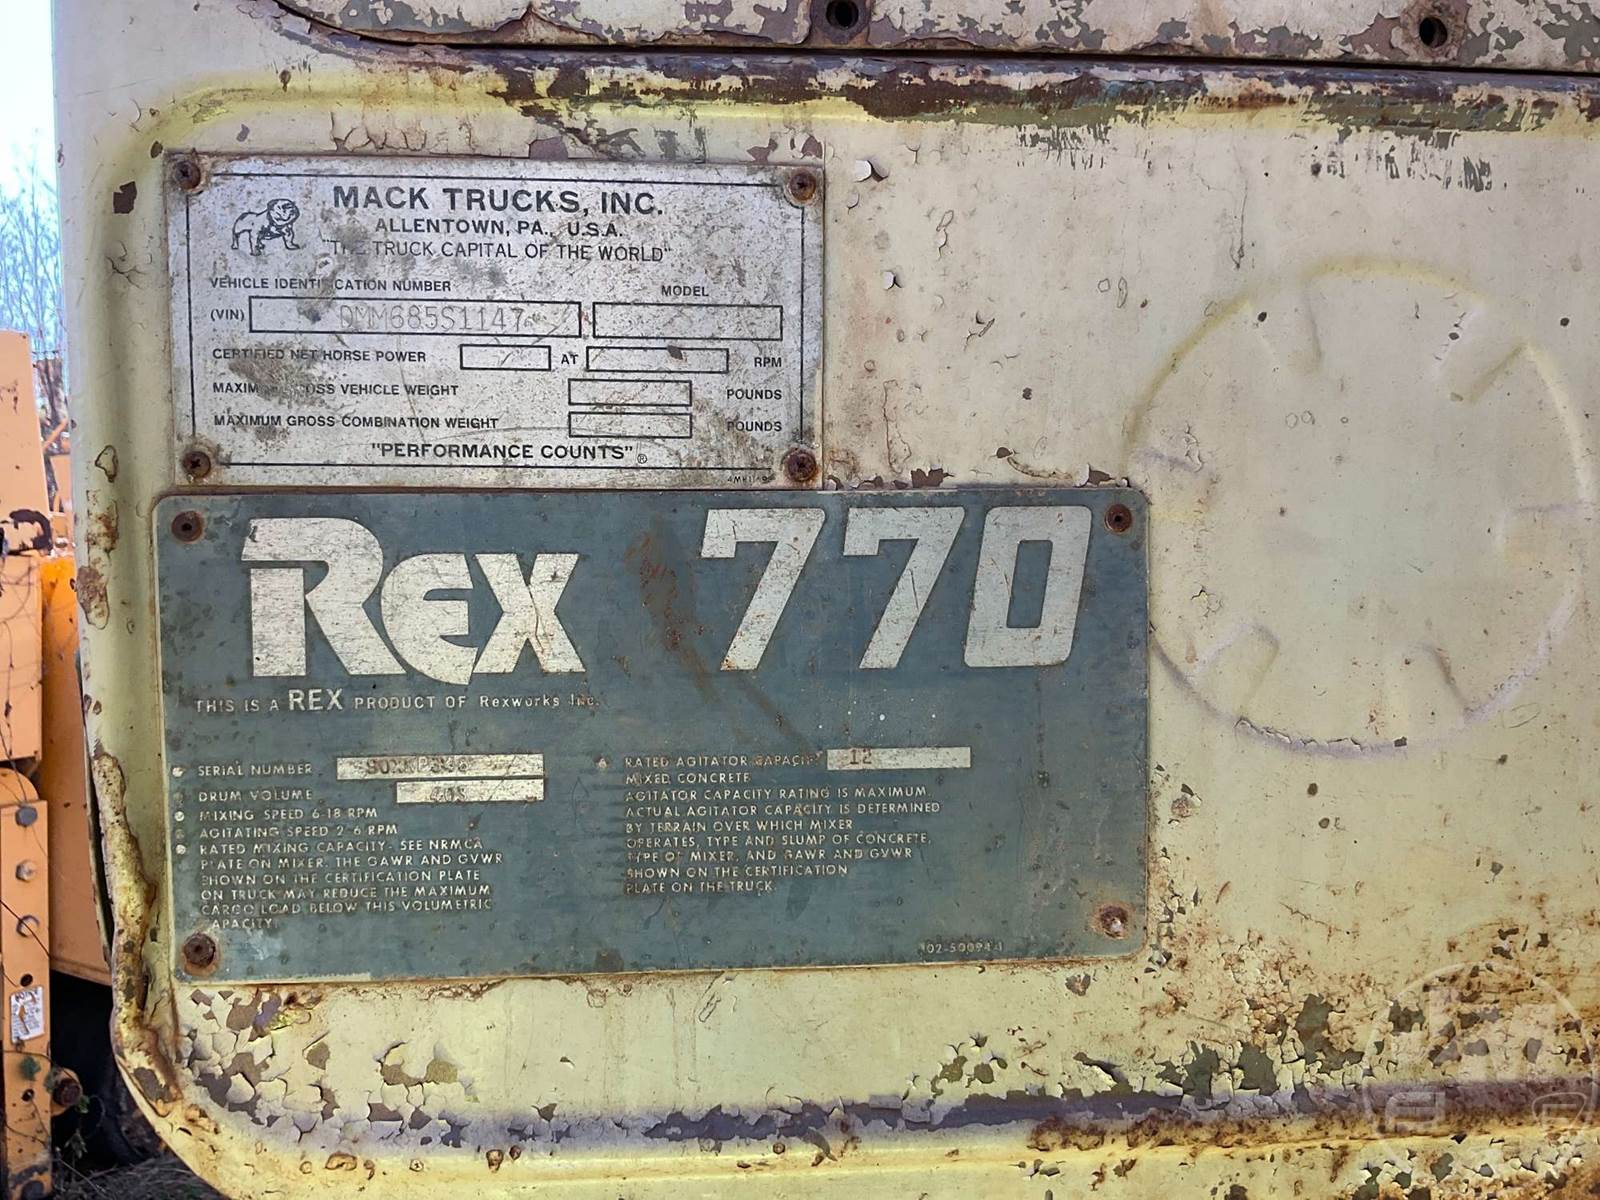 MACK TRUCKS, INC.
ALLENTOWN, PA., U.S.A.
"THE TRUCK CAPITAL OF THE WORLD"
VEHICLE IDENTIFICATION NUMBER
MODEL
(VIN) DMM685S1147
CERTIFIED NET HORSE POWER AT RPM
MAXIMUM GROSS VEHICLE WEIGHT POUNDS
MAXIMUM GROSS COMBINATION WEIGHT POUNDS
"PERFORMANCE COUNTS"®
REX 770
THIS IS A REX PRODUCT OF Rexworks Inc.
SERIAL NUMBER
DRUM VOLUME
MIXING SPEED 6-18 RPM
AGITATING SPEED 2-6 RPM
RATED MIXING CAPACITY - SEE NRMCA
PLATE ON MIXER. THE GAWR AND GVWR
SHOWN ON THE CERTIFICATION PLATE
ON TRUCK MAY REDUCE THE MAXIMUM
CARGO LOAD BELOW THIS VOLUMETRIC
CAPACITY.
RATED AGITATOR CAPACITY 12
MIXED CONCRETE
AGITATOR CAPACITY RATING IS MAXIMUM.
ACTUAL AGITATOR CAPACITY IS DETERMINED
BY TERRAIN OVER WHICH MIXER
OPERATES, TYPE AND SLUMP OF CONCRETE,
TYPE OF MIXER, AND GAWR AND GVWR
SHOWN ON THE CERTIFICATION
PLATE ON THE TRUCK.